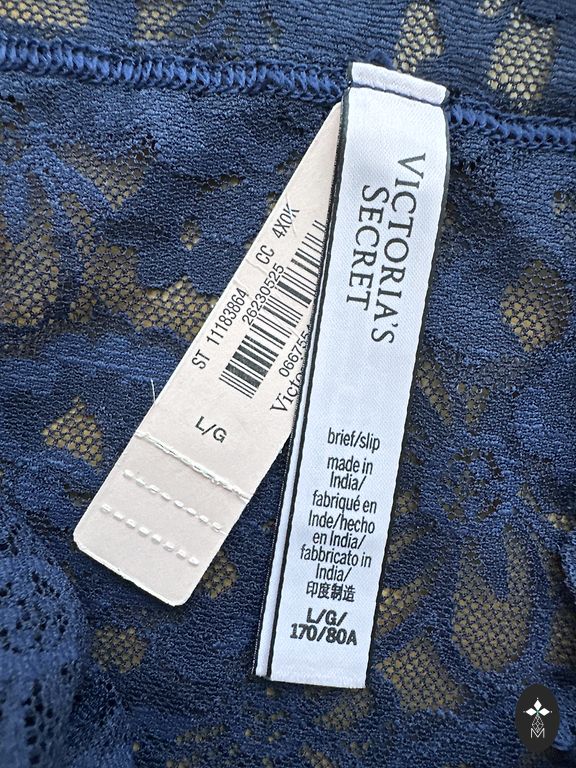 VICTORIA'S
SECRET
brief/slip
made in
India/
fabriqué en
Inde/hecho
en India/
fabbricato in
India/
印度制造
L/G/
170/80A
ST 11183864 CC 4X0K
26230525
L/G